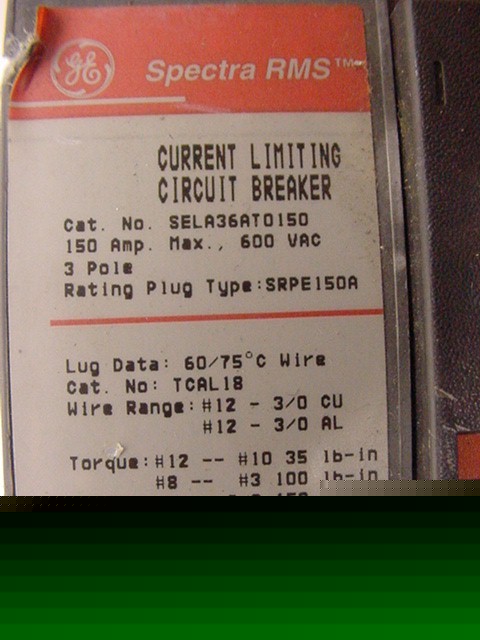 GE Spectra RMS™
CURRENT LIMITING
CIRCUIT BREAKER
Cat. No. SELA36AT0150
150 Amp. Max., 600 VAC
3 Pole
Rating Plug Type:SRPE150A
Lug Data: 60/75°C Wire
Cat. No: TCAL18
Wire Range: #12 - 3/0 CU
#12 - 3/0 AL
Torque: #12 -- #10 35 lb-in
#8 -- #3 100 lb-in